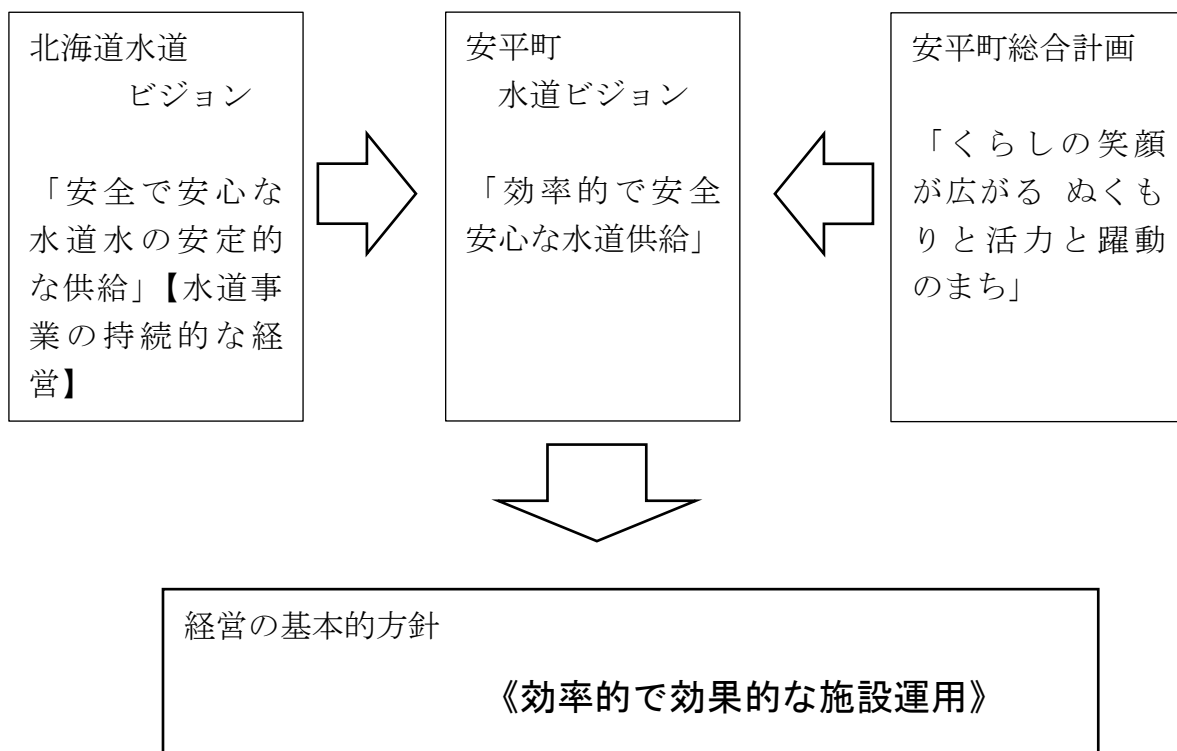 北海道水道
ビジョン
「安全で安心な
水道水の安定的
な供給」【水道事
業の持続的な経
営】
安平町
水道ビジョン
「効率的で安全
安心な水道供給」
安平町総合計画
「くらしの笑顔
が広がる ぬくも
りと活力と躍動
のまち」
経営の基本的方針
《効率的で効果的な施設運用》